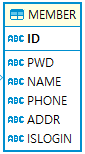 MEMBER
ABC ID
ABC PWD
ABC NAME
ABC PHONE
ABC ADDR
ABC ISLOGIN